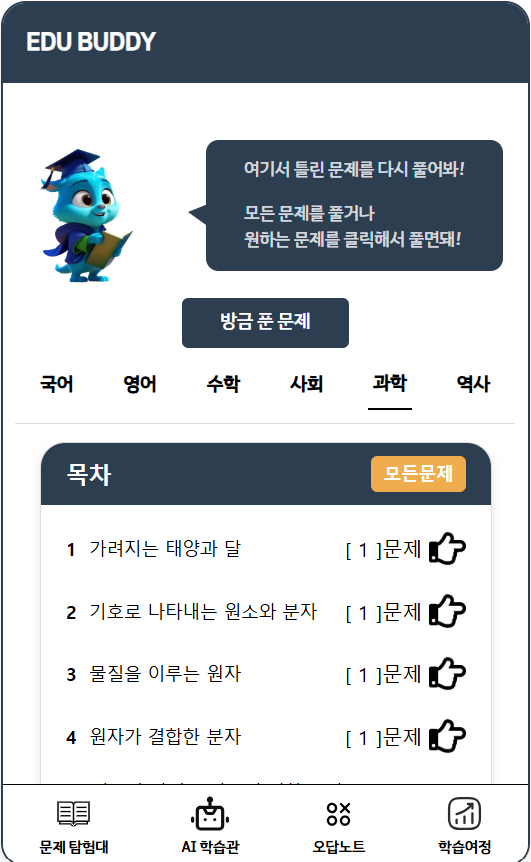 EDU BUDDY
여기서 틀린 문제를 다시 풀어봐!
모든 문제를 풀거나
원하는 문제를 클릭해서 풀면돼!
방금 푼 문제
국어 영어 수학 사회 과학 역사
목차 모든문제
1 가려지는 태양과 달 [ 1 ]문제
2 기호로 나타내는 원소와 분자 [ 1 ]문제
3 물질을 이루는 원자 [ 1 ]문제
4 원자가 결합한 분자 [ 1 ]문제
문제 탐험대 AI 학습관 오답노트 학습여정